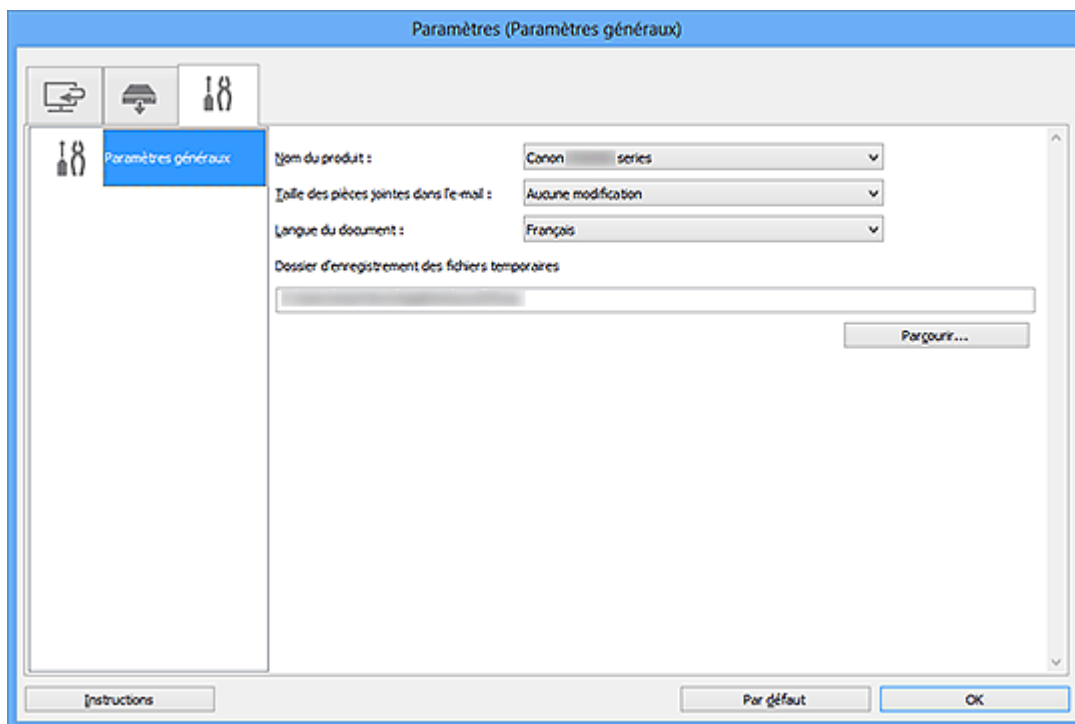 Paramètres (Paramètres généraux)
Paramètres généraux
Nom du produit :
Canon series
Taille des pièces jointes dans l'e-mail :
Aucune modification
Langue du document :
Français
Dossier d'enregistrement des fichiers temporaires
Parcourir...
Instructions
Par défaut
OK